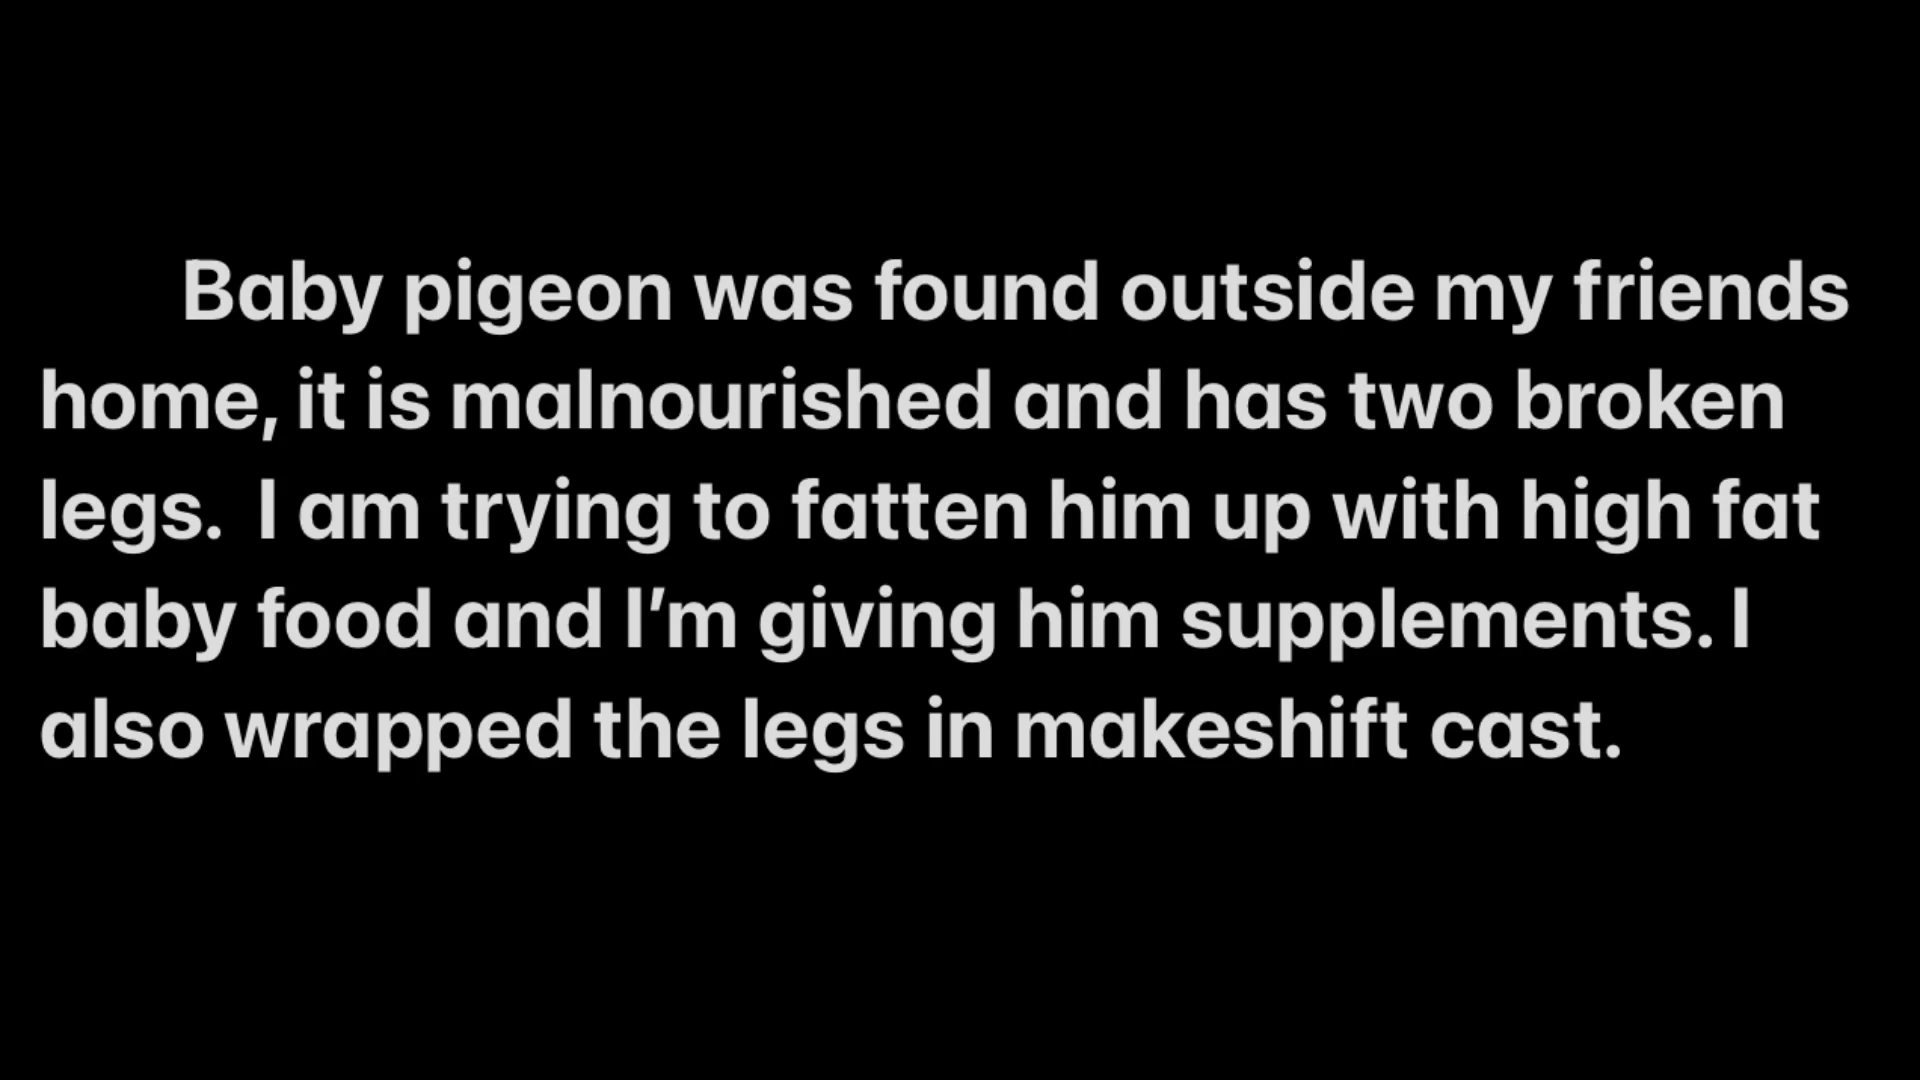 Baby pigeon was found outside my friends
home, it is malnourished and has two broken
legs.  I am trying to fatten him up with high fat
baby food and I’m giving him supplements. I
also wrapped the legs in makeshift cast.